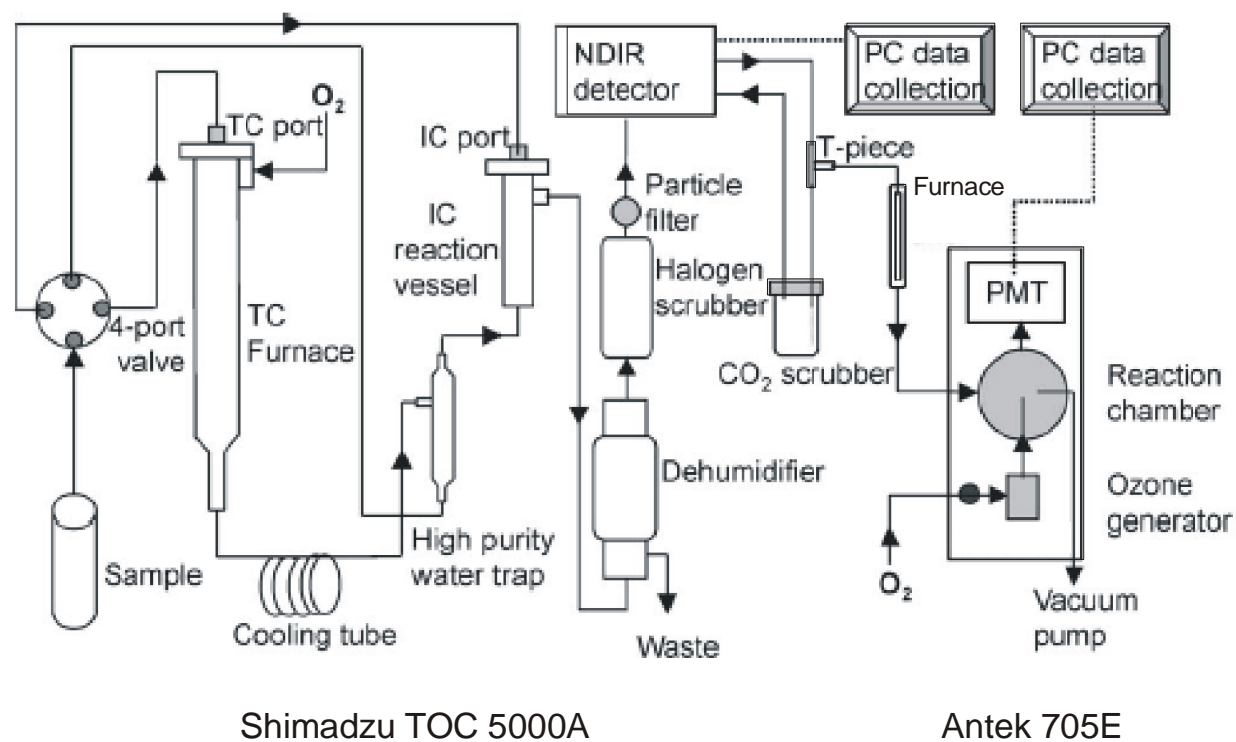 NDIR
detector
PC data
collection
PC data
collection
O2
TC port
IC port
T-piece
Particle
filter
Furnace
IC
reaction
vessel
Halogen
scrubber
PMT
4-port
valve
TC
Furnace
CO2 scrubber
Reaction
chamber
Dehumidifier
Ozone
generator
High purity
water trap
Sample
O2
Cooling tube
Waste
Vacuum
pump
Shimadzu TOC 5000A
Antek 705E